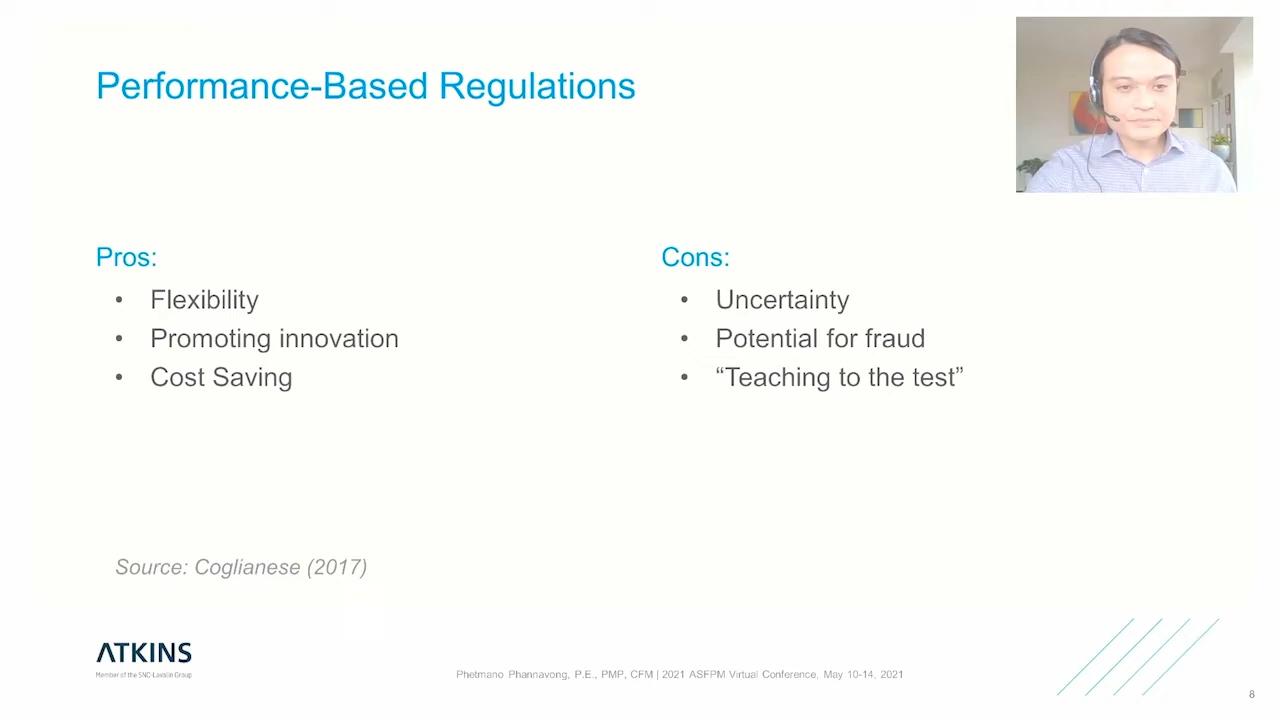 Performance-Based Regulations
Pros:
• Flexibility
• Promoting innovation
• Cost Saving
Cons:
• Uncertainty
• Potential for fraud
• “Teaching to the test”
Source: Coglianese (2017)
ATKINS
Member of the SNC-Lavalin Group
Phetmano Phannavong, P.E., PMP, CFM | 2021 ASFPM Virtual Conference, May 10-14, 2021
8